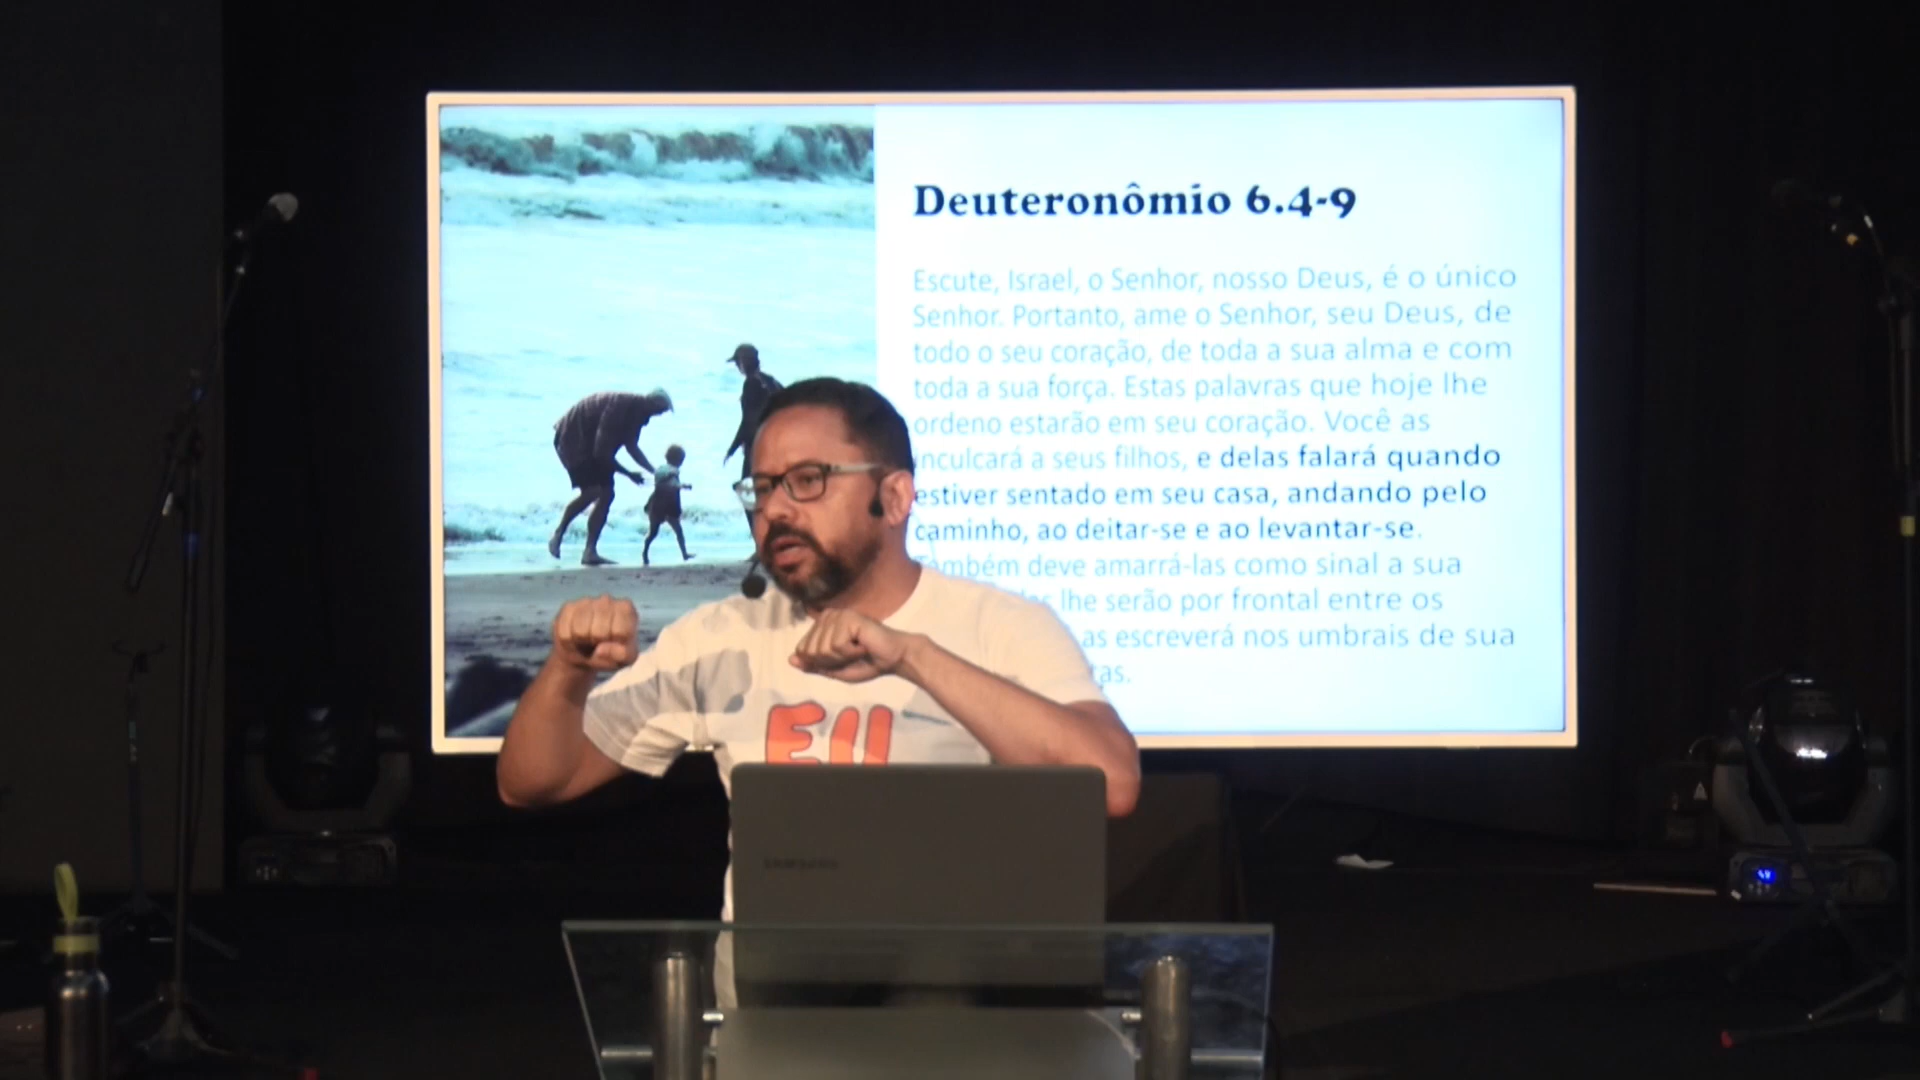 Deuteronômio 6.4-9
Escute, Israel, o Senhor, nosso Deus, é o único
Senhor. Portanto, ame o Senhor, seu Deus, de
todo o seu coração, de toda a sua alma e com
toda a sua força. Estas palavras que hoje lhe
ordeno estarão em seu coração. Você as
inculcará a seus filhos, e delas falará quando
estiver sentado em seu casa, andando pelo
caminho, ao deitar-se e ao levantar-se.
Também deve amarrá-las como sinal a sua
lhe serão por frontal entre os
as escreverá nos umbrais de sua
tas.
EU
SAMSUNG